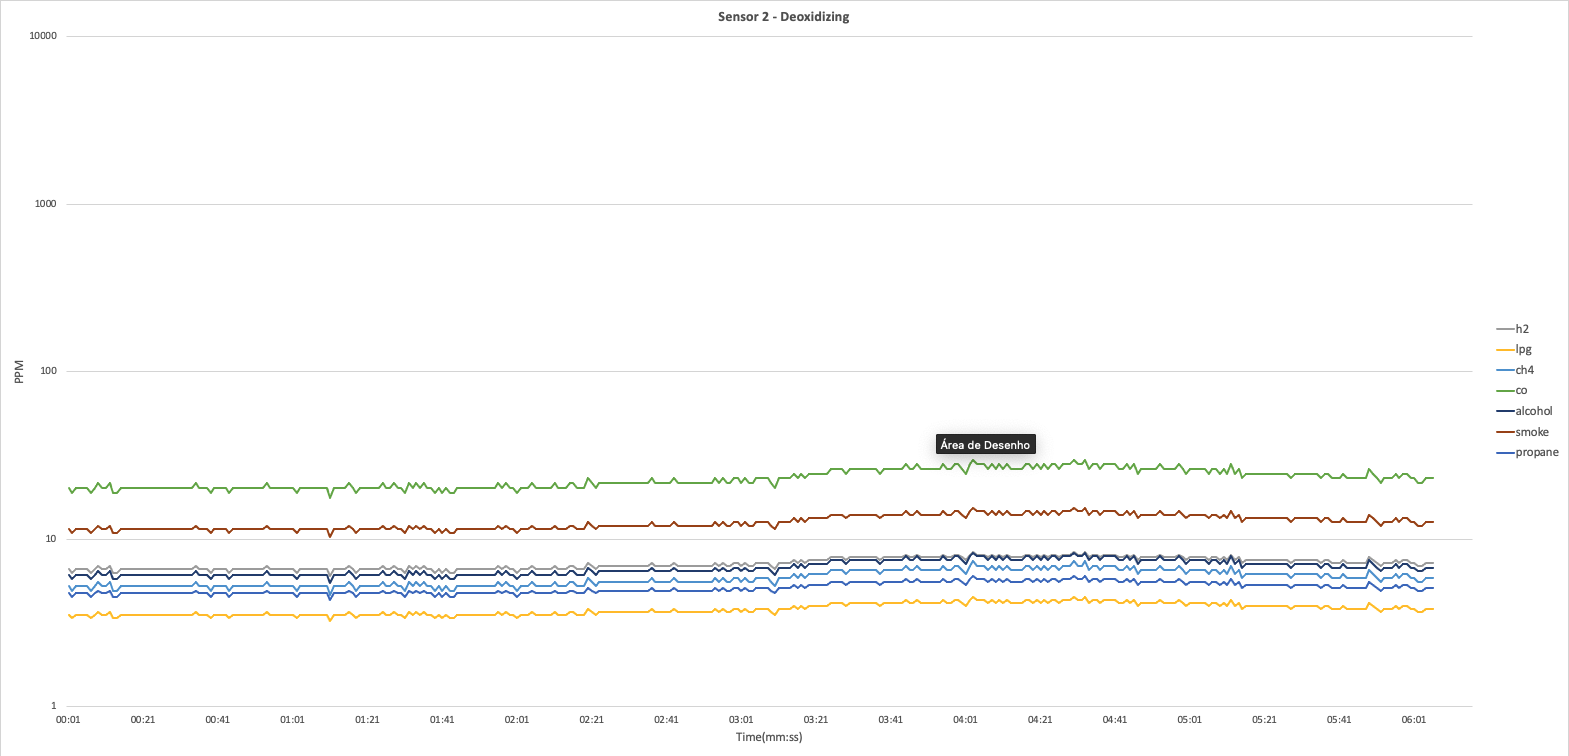 Sensor 2 - Deoxidizing
10000
1000
100
10
1
PPM
Área de Desenho
h2
lpg
ch4
co
alcohol
smoke
propane
00:01 00:21 00:41 01:01 01:21 01:41 02:01 02:21 02:41 03:01 03:21 03:41 04:01 04:21 04:41 05:01 05:21 05:41 06:01
Time(mm:ss)